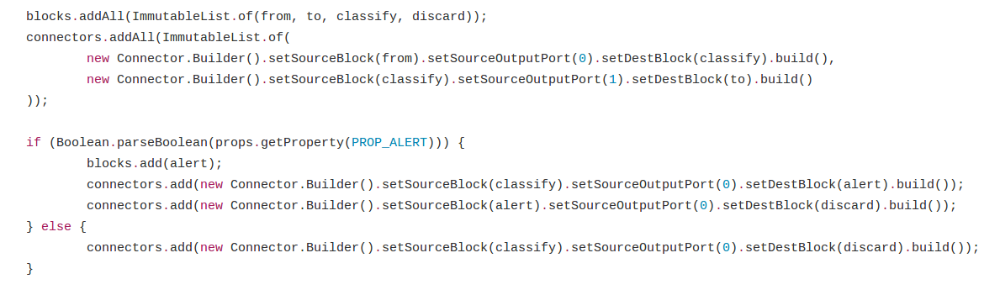 blocks.addAll(ImmutableList.of(from, to, classify, discard));
connectors.addAll(ImmutableList.of(
        new Connector.Builder().setSourceBlock(from).setSourceOutputPort(0).setDestBlock(classify).build(),
        new Connector.Builder().setSourceBlock(classify).setSourceOutputPort(1).setDestBlock(to).build()
));

if (Boolean.parseBoolean(props.getProperty(PROP_ALERT))) {
        blocks.add(alert);
        connectors.add(new Connector.Builder().setSourceBlock(classify).setSourceOutputPort(0).setDestBlock(alert).build());
        connectors.add(new Connector.Builder().setSourceBlock(alert).setSourceOutputPort(0).setDestBlock(discard).build());
} else {
        connectors.add(new Connector.Builder().setSourceBlock(classify).setSourceOutputPort(0).setDestBlock(discard).build());
}